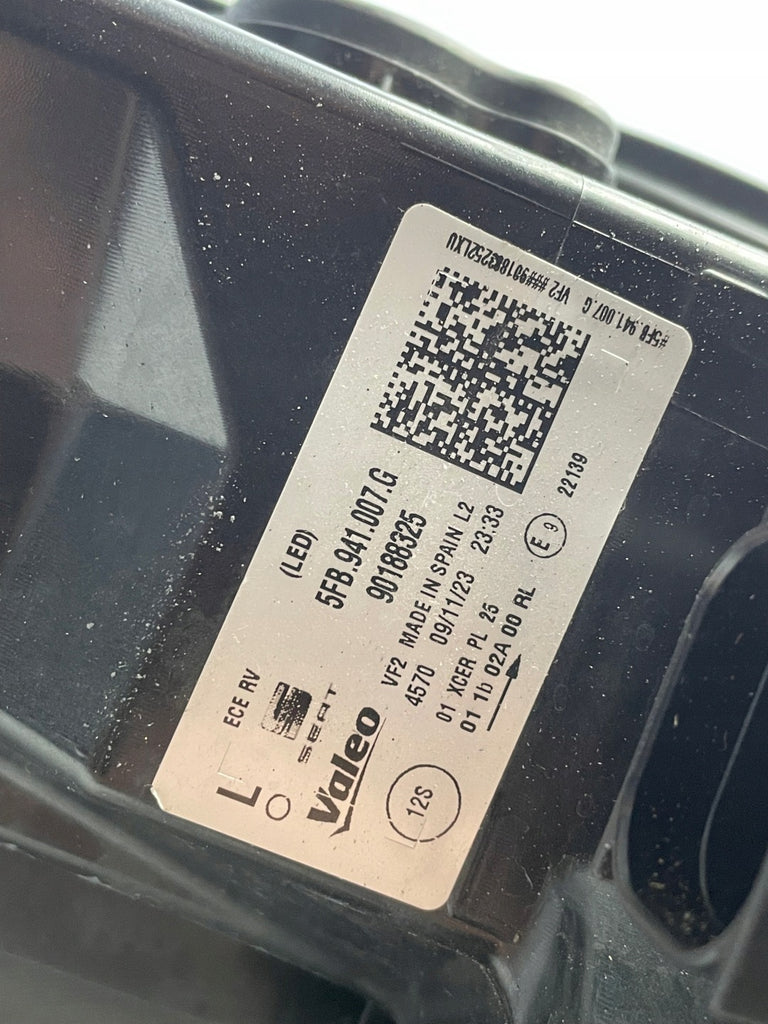 #5FB.941.007.G VF2 ###901883252LXU
(LED)
5FB.941.007.G
90188325
ECE RV
SEAT
VF2 MADE IN SPAIN L2
4570 09/11/23 23:33
L
Valeo
01 XCER PL 25
01 1b 02A 00 RL
E 9
22139
12S